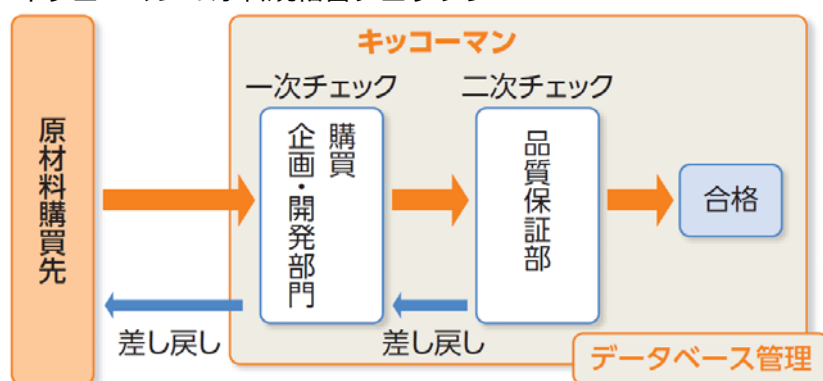 キッコーマン
一次チェック
二次チェック
原材料購買先
購買
企画・開発部門
品質保証部
合格
差し戻し
差し戻し
データベース管理